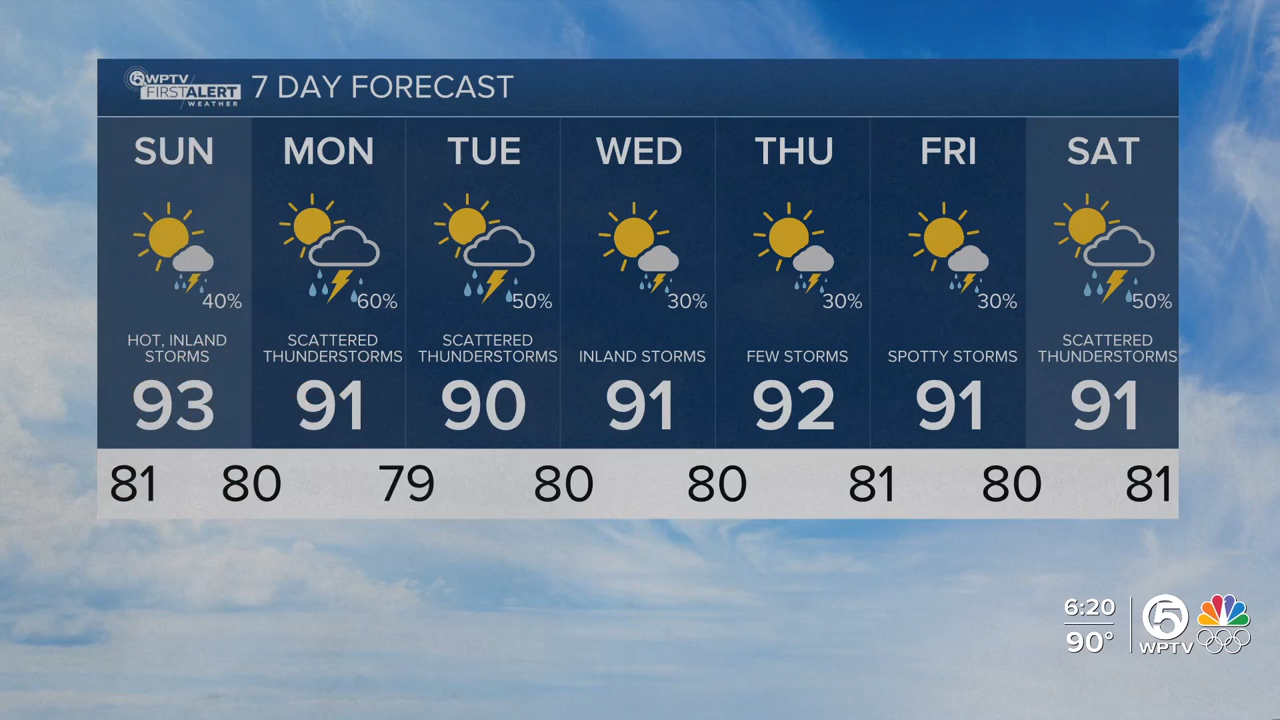 5 WPTV
FIRST ALERT
WEATHER
7 DAY FORECAST
SUN MON TUE WED THU FRI SAT
40% 60% 50% 30% 30% 30% 50%
HOT, INLAND STORMS
SCATTERED THUNDERSTORMS
SCATTERED THUNDERSTORMS
INLAND STORMS
FEW STORMS
SPOTTY STORMS
SCATTERED THUNDERSTORMS
93 91 90 91 92 91 91
81 80 79 80 80 81 80 81
6:20
90°
5
WPTV